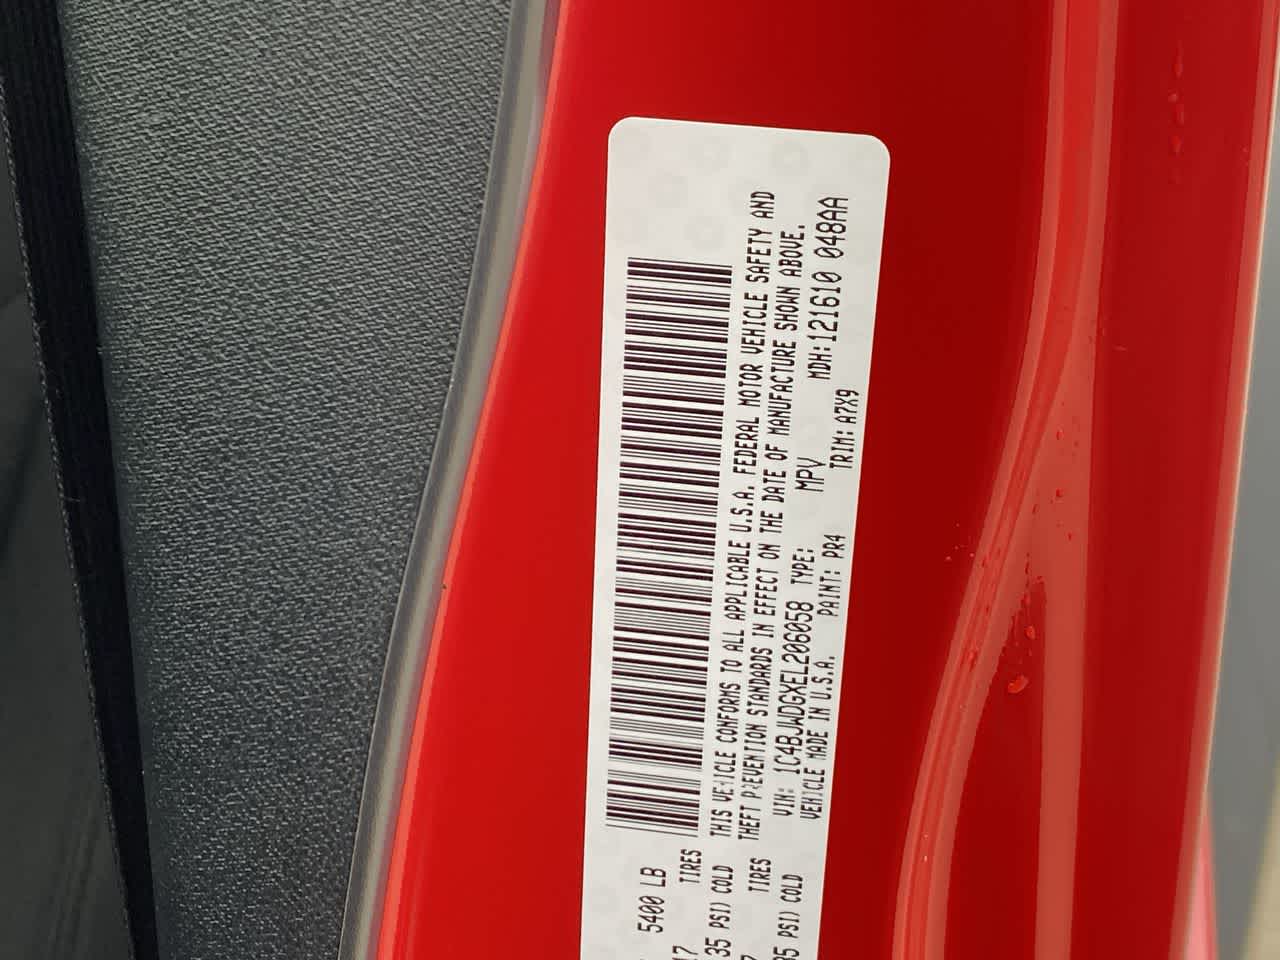 5400 LB
17 TIRES
35 PSI) COLD
TIRES
35 PSI) COLD
THIS VEHICLE CONFORMS TO ALL APPLICABLE U.S.A. FEDERAL MOTOR VEHICLE SAFETY AND
THEFT PREVENTION STANDARDS IN EFFECT ON THE DATE OF MANUFACTURE SHOWN ABOVE.
VIN: 1C4BJWDGXEL206058 TYPE: MPV MDH:121610 048AA
VEHICLE MADE IN U.S.A. PAINT: PR4 TRIM: A7X9